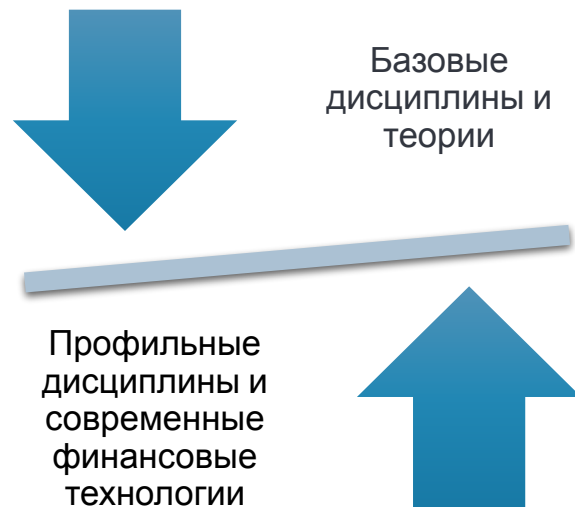 Базовые
дисциплины и
теории
Профильные
дисциплины и
современные
финансовые
технологии